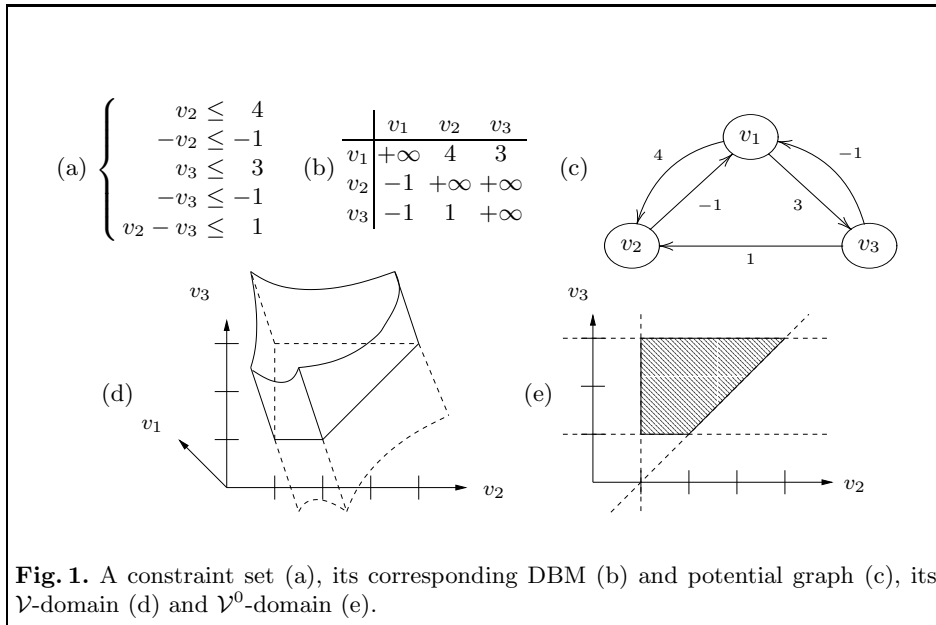 (a)
v2 ≤ 4
−v2 ≤ −1
v3 ≤ 3
−v3 ≤ −1
v2 − v3 ≤ 1
(b)
v1 v2 v3
v1 +∞ 4 3
v2 −1 +∞ +∞
v3 −1 1 +∞
(c)
v1
4
−1
−1
3
v2
v3
1
(d)
v3
v1
v2
(e)
v3
v2
Fig. 1. A constraint set (a), its corresponding DBM (b) and potential graph (c), its
𝒱-domain (d) and 𝒱⁰-domain (e).